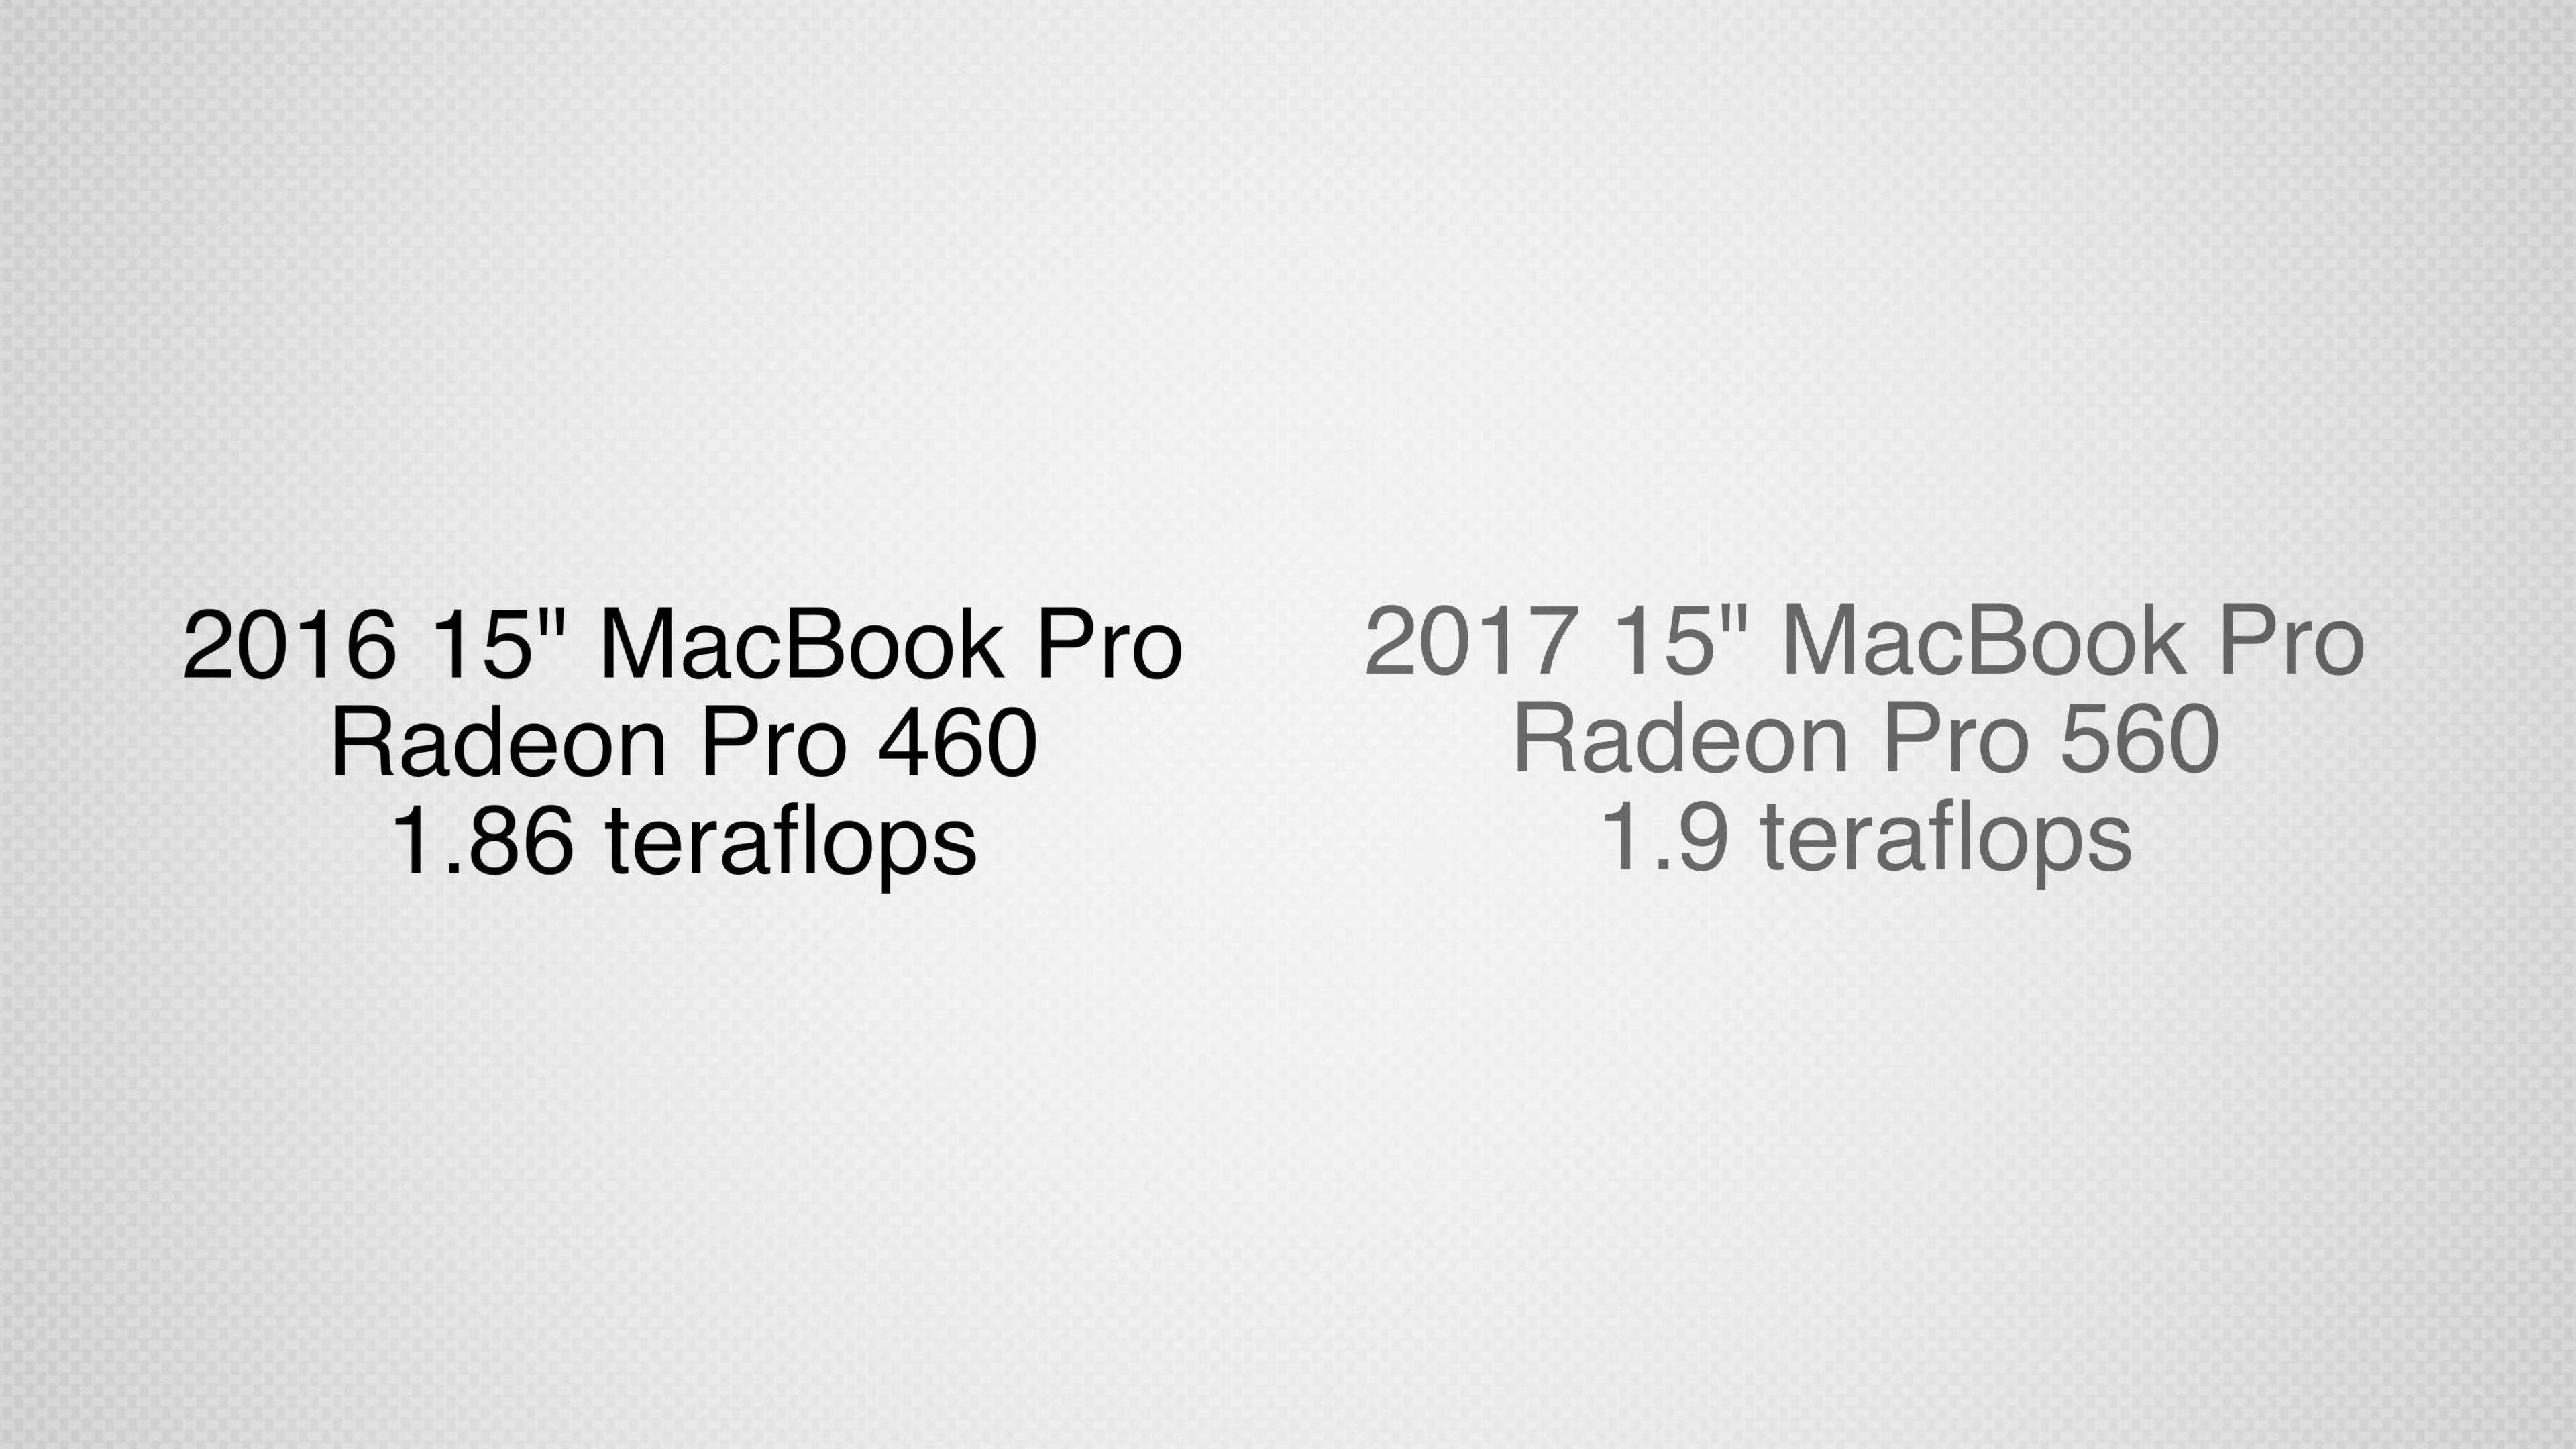 2016 15" MacBook Pro
Radeon Pro 460
1.86 teraflops
2017 15" MacBook Pro
Radeon Pro 560
1.9 teraflops